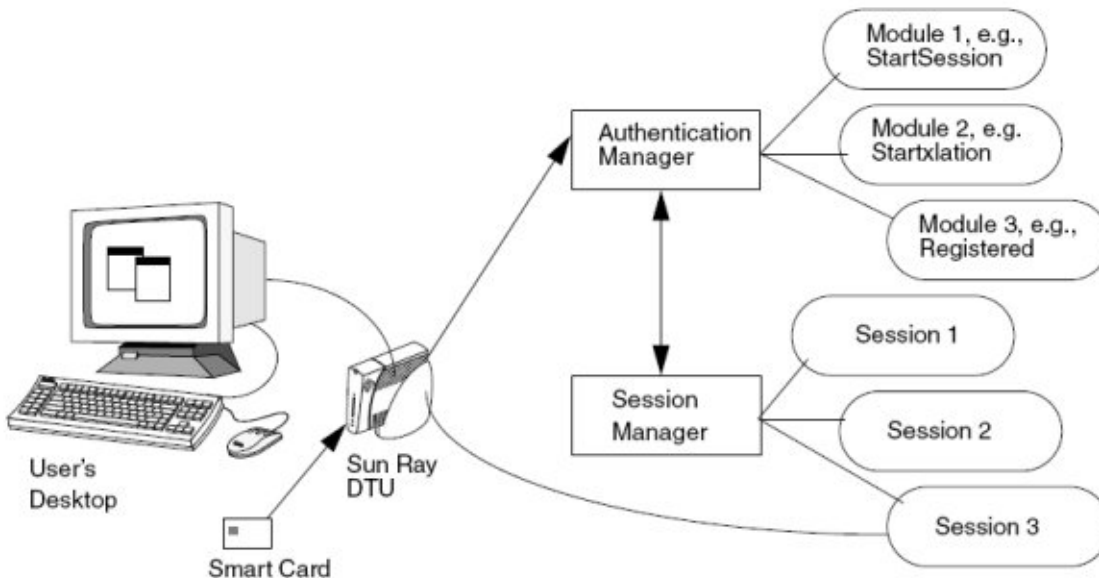 Module 1, e.g.,
StartSession
Authentication
Manager
Module 2, e.g.
Startxlation
Module 3, e.g.,
Registered
Session 1
Session
Manager
Session 2
Session 3
User's
Desktop
Sun Ray
DTU
Smart Card